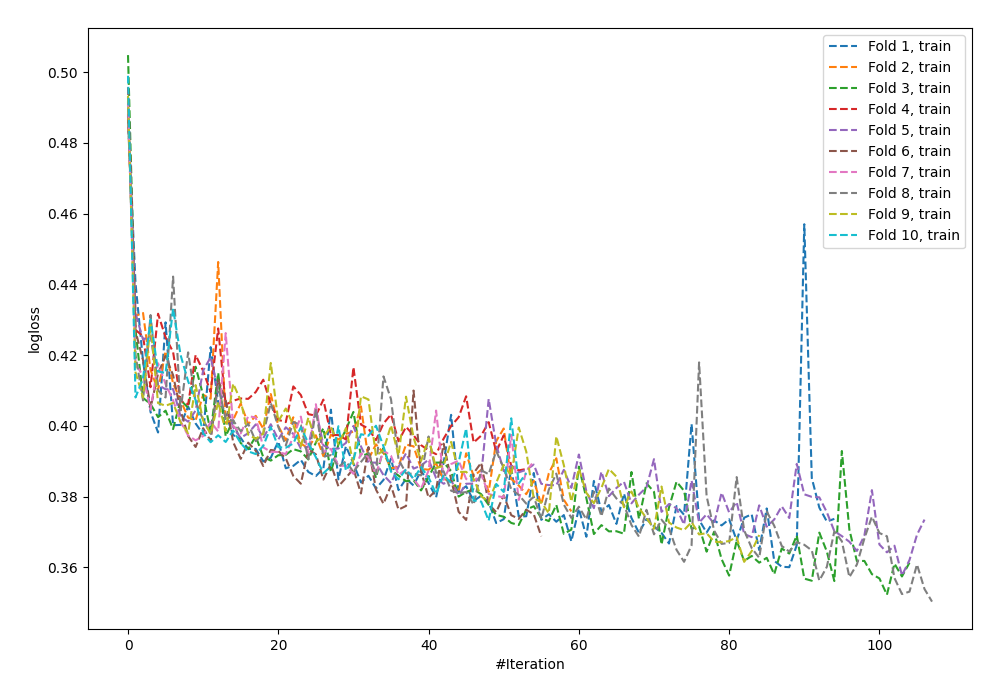 0.50
0.48
0.46
0.44
0.42
0.40
0.38
0.36
logloss
0
20
40
60
80
100
#Iteration
Fold 1, train
Fold 2, train
Fold 3, train
Fold 4, train
Fold 5, train
Fold 6, train
Fold 7, train
Fold 8, train
Fold 9, train
Fold 10, train